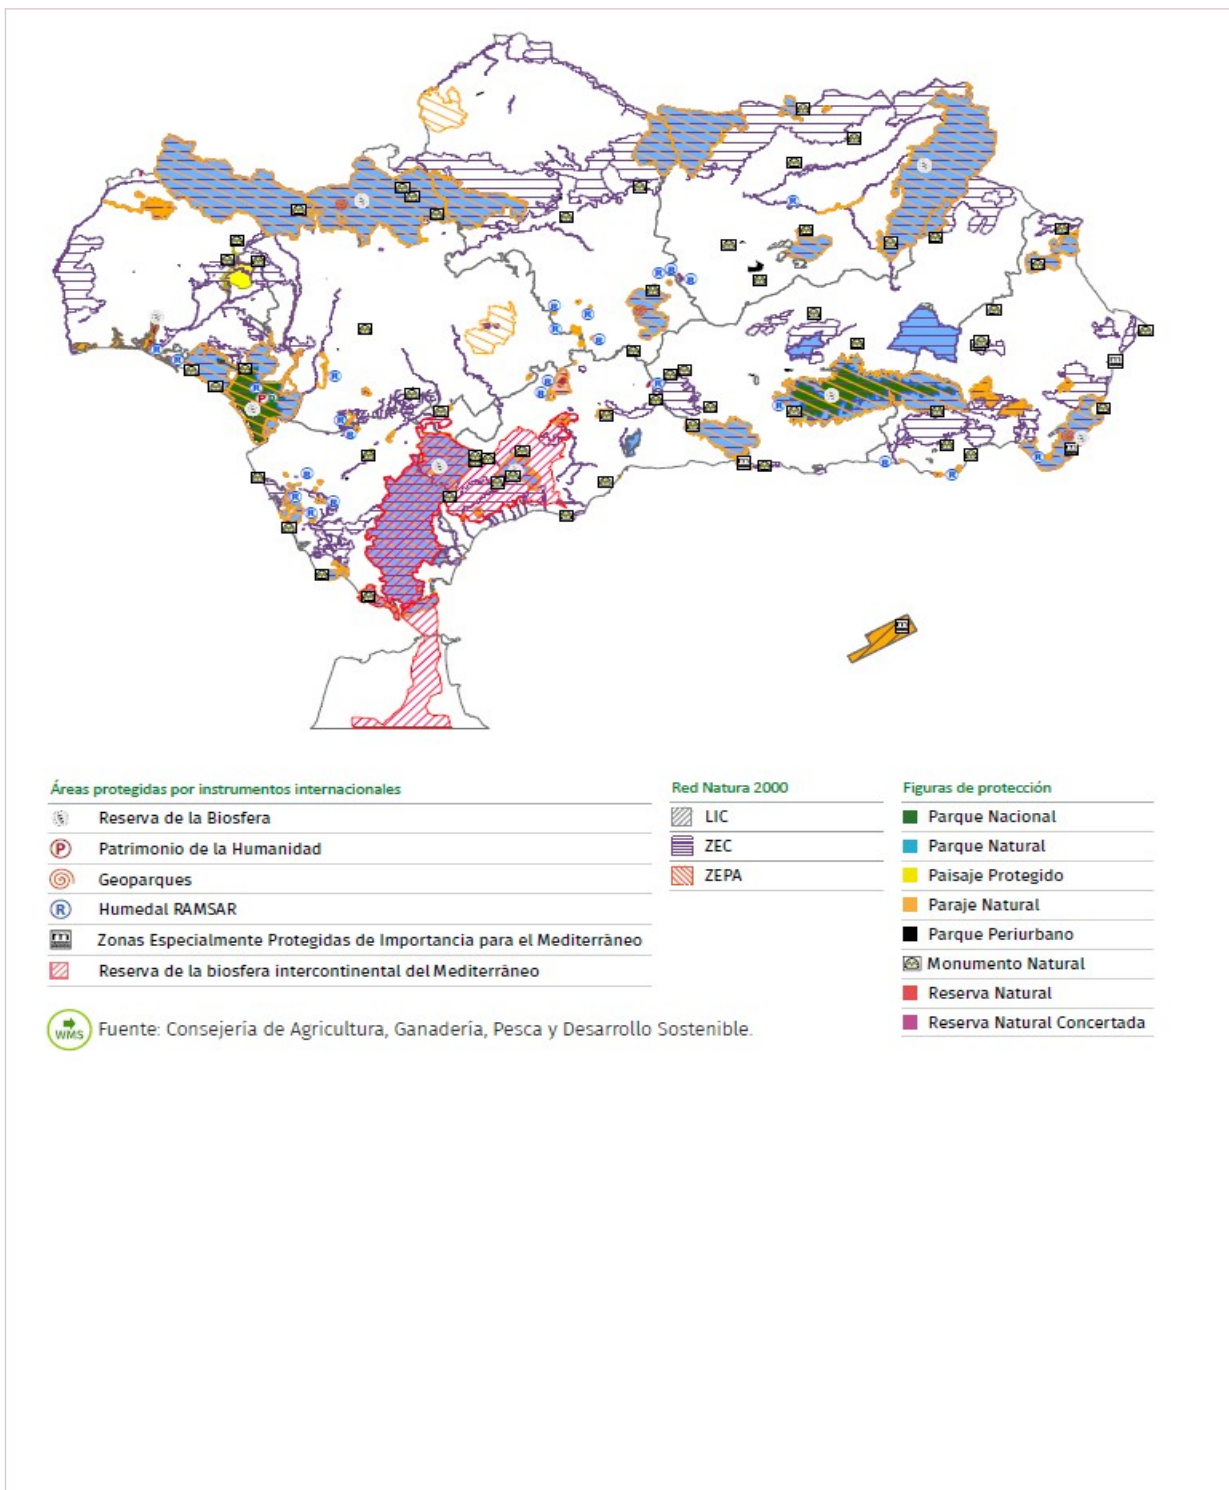 Áreas protegidas por instrumentos internacionales
Reserva de la Biosfera
P Patrimonio de la Humanidad
Geoparques
R Humedal RAMSAR
Zonas Especialmente Protegidas de Importancia para el Mediterráneo
Reserva de la biosfera intercontinental del Mediterráneo
Red Natura 2000
LIC
ZEC
ZEPA
Figuras de protección
Parque Nacional
Parque Natural
Paisaje Protegido
Paraje Natural
Parque Periurbano
Monumento Natural
Reserva Natural
Reserva Natural Concertada
WMS Fuente: Consejería de Agricultura, Ganadería, Pesca y Desarrollo Sostenible.